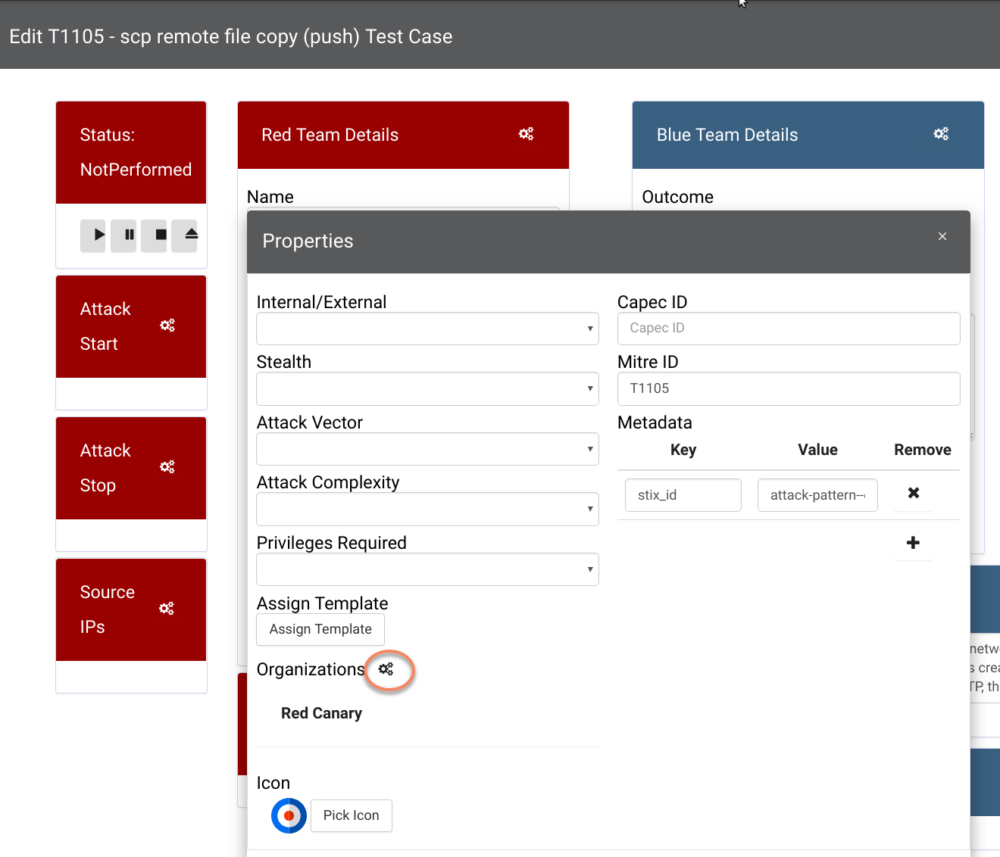 Edit T1105 - scp remote file copy (push) Test Case
Status:
NotPerformed
Attack
Start
Attack
Stop
Source
IPs
Red Team Details
Name
Blue Team Details
Outcome
Properties
Internal/External
Stealth
Attack Vector
Attack Complexity
Privileges Required
Assign Template
Assign Template
Organizations
Red Canary
Icon
Pick Icon
Capec ID
Capec ID
Mitre ID
T1105
Metadata
Key Value Remove
stix_id attack-pattern--
TP, th